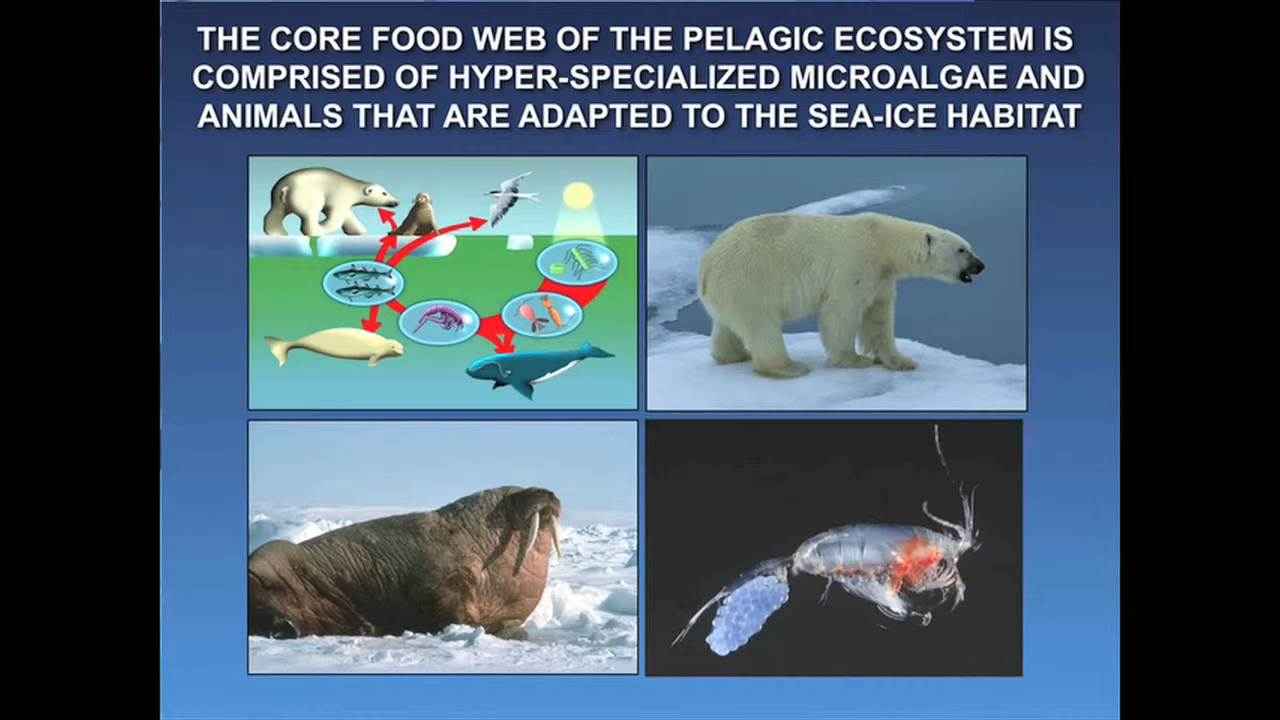 THE CORE FOOD WEB OF THE PELAGIC ECOSYSTEM IS
COMPRISED OF HYPER-SPECIALIZED MICROALGAE AND
ANIMALS THAT ARE ADAPTED TO THE SEA-ICE HABITAT